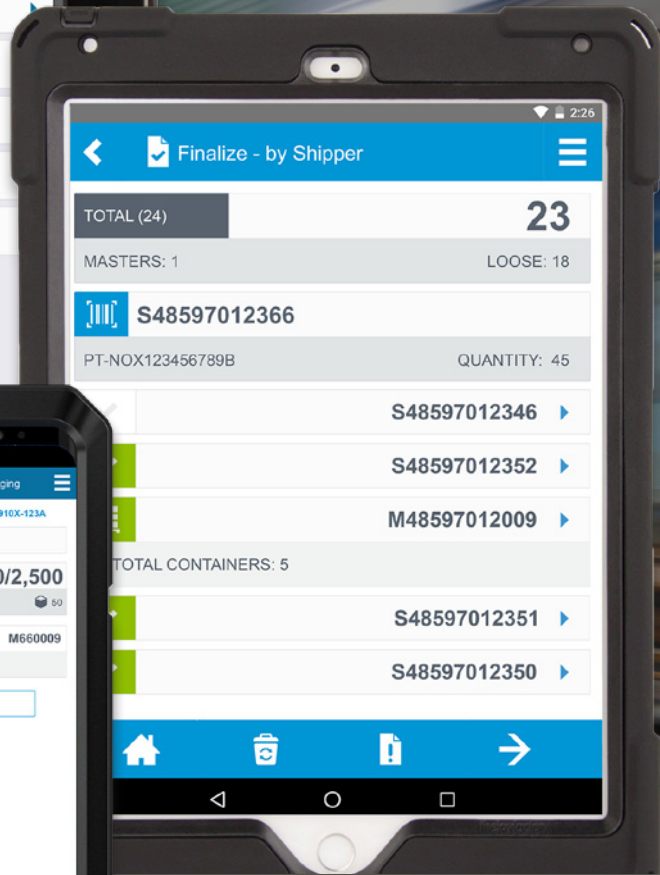 2:26
Finalize - by Shipper
TOTAL (24) 23
MASTERS: 1 LOOSE: 18
S48597012366
PT-NOX123456789B QUANTITY: 45
S48597012346
S48597012352
M48597012009
TOTAL CONTAINERS: 5
S48597012351
S48597012350
910X-123A
0/2,500
50
M660009